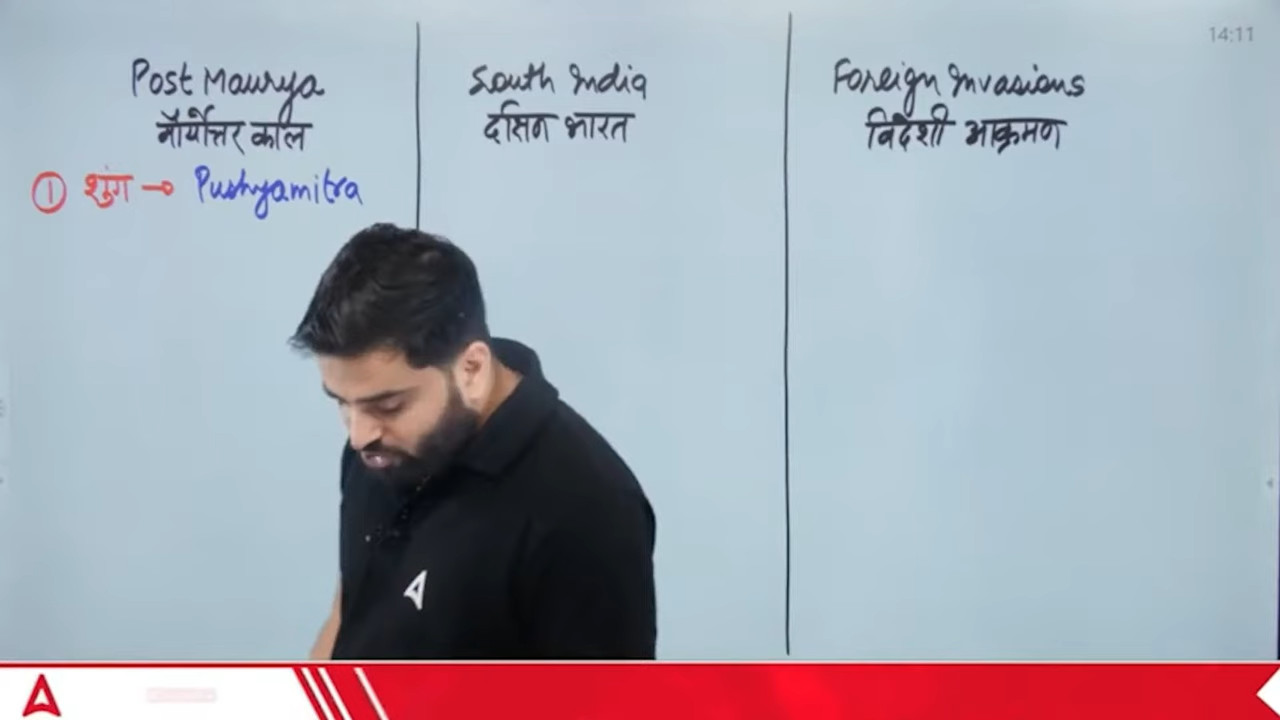 14:11
Post Maurya
मौर्योत्तर काल
① शुंग → Pushyamitra
South India
दक्षिन भारत
Foreign Invasions
विदेशी आक्रमण